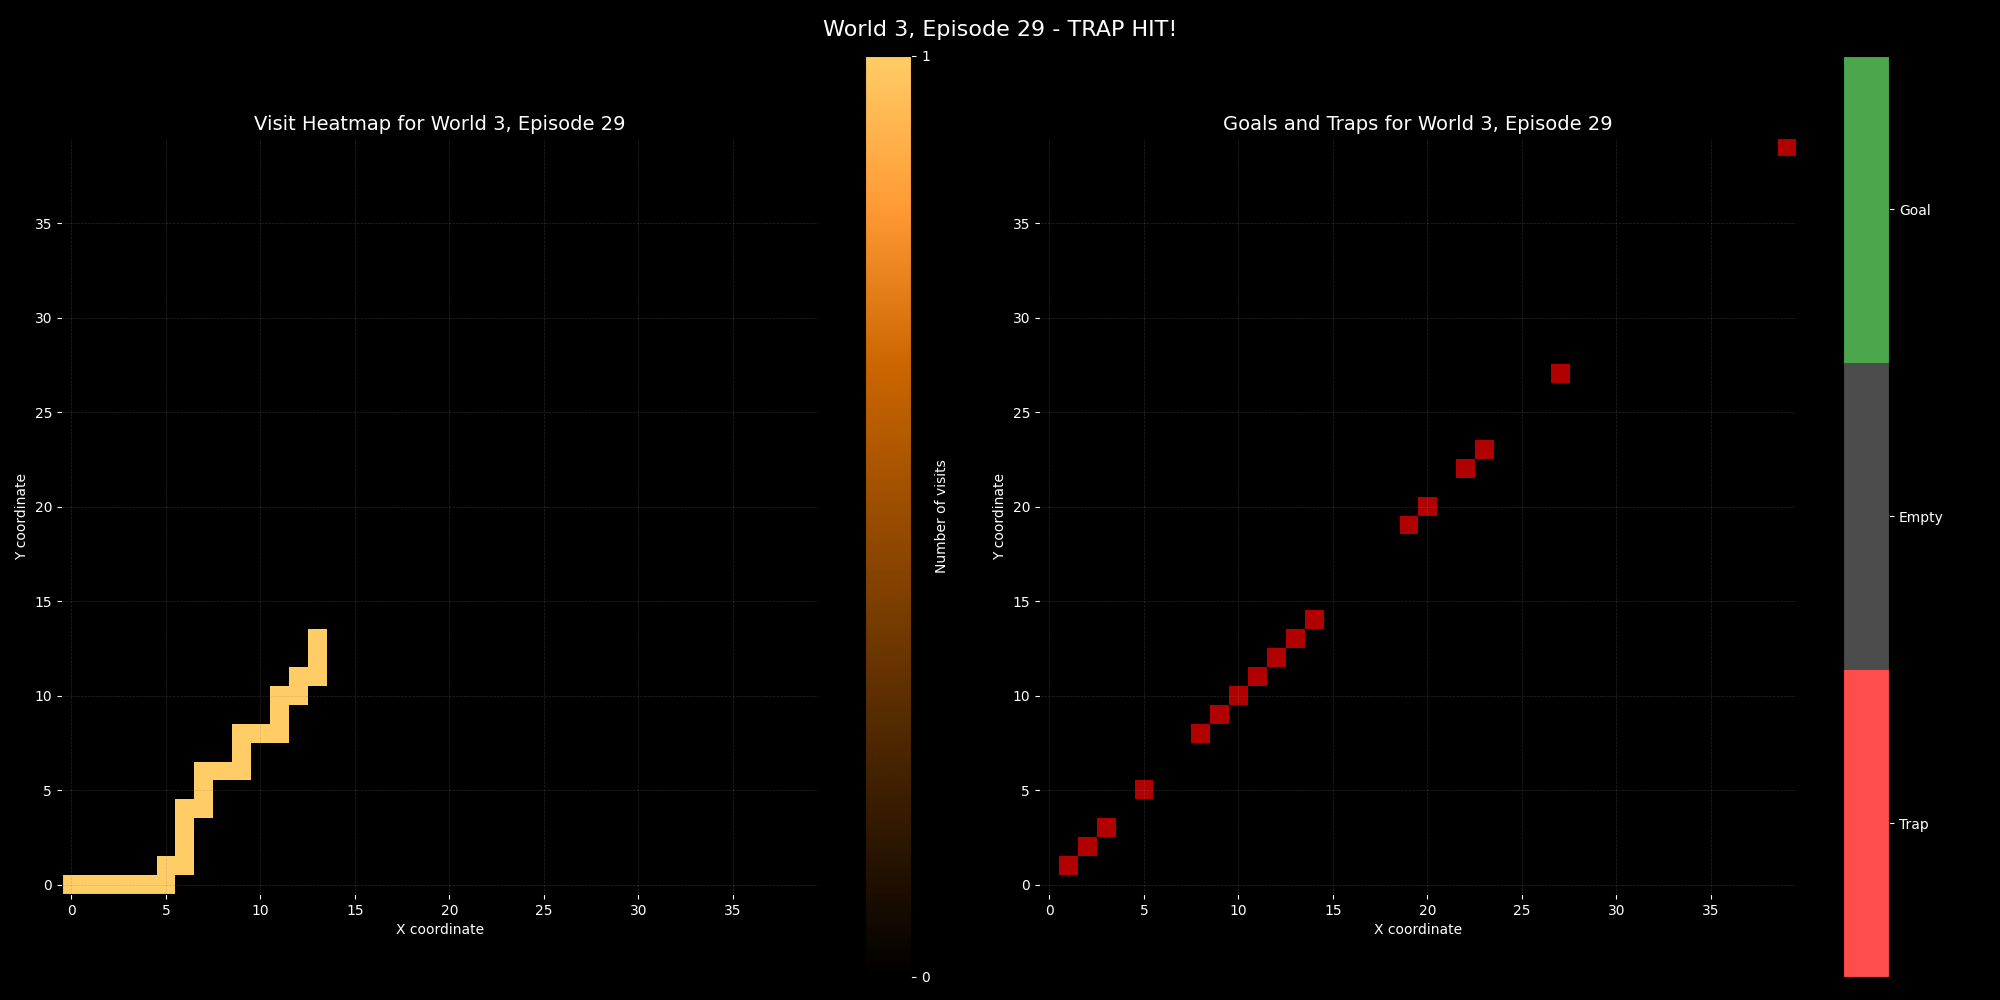 World 3, Episode 29 - TRAP HIT!
Visit Heatmap for World 3, Episode 29
35
30
25
20
15
10
5
0
0 5 10 15 20 25 30 35
X coordinate
Y coordinate
1
0
Number of visits
Goals and Traps for World 3, Episode 29
35
30
25
20
15
10
5
0
0 5 10 15 20 25 30 35
X coordinate
Y coordinate
Goal
Empty
Trap